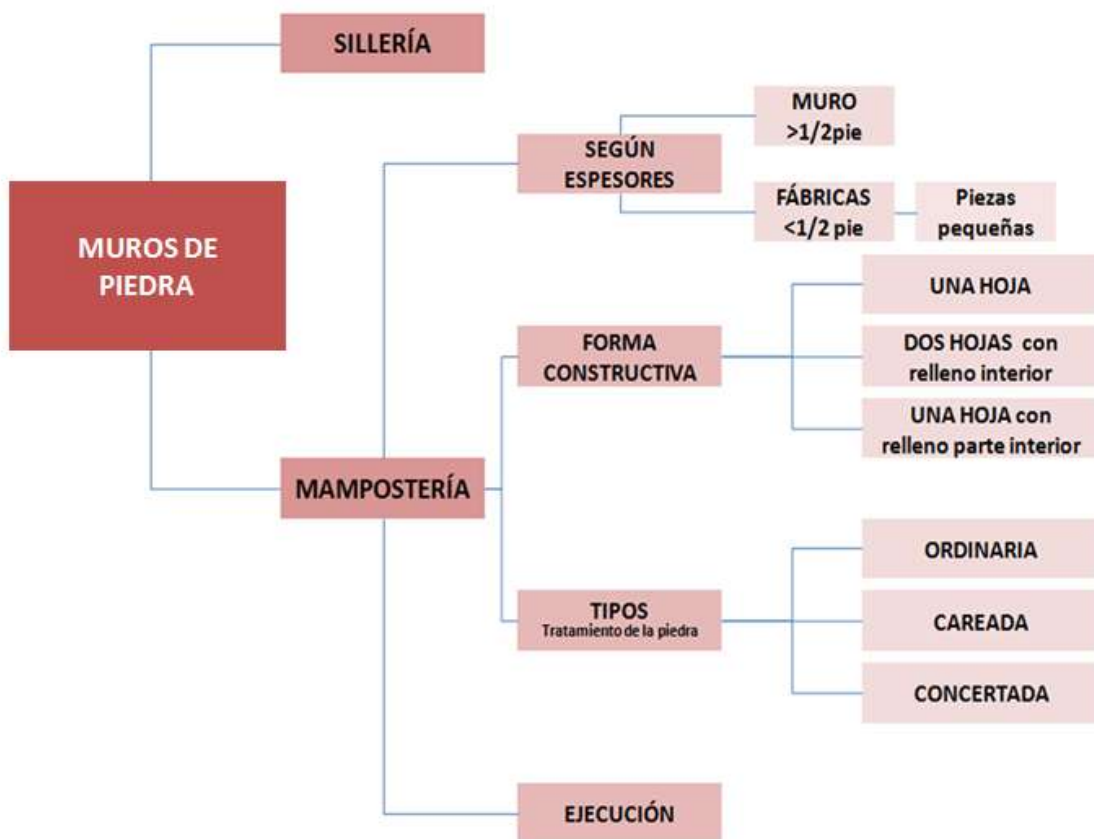 SILLERÍA
MURO
>1/2pie
SEGÚN
ESPESORES
FÁBRICAS
<1/2 pie
Piezas
pequeñas
MUROS DE
PIEDRA
UNA HOJA
FORMA
CONSTRUCTIVA
DOS HOJAS con
relleno interior
UNA HOJA con
relleno parte interior
MAMPOSTERÍA
ORDINARIA
TIPOS
Tratamiento de la piedra
CAREADA
CONCERTADA
EJECUCIÓN